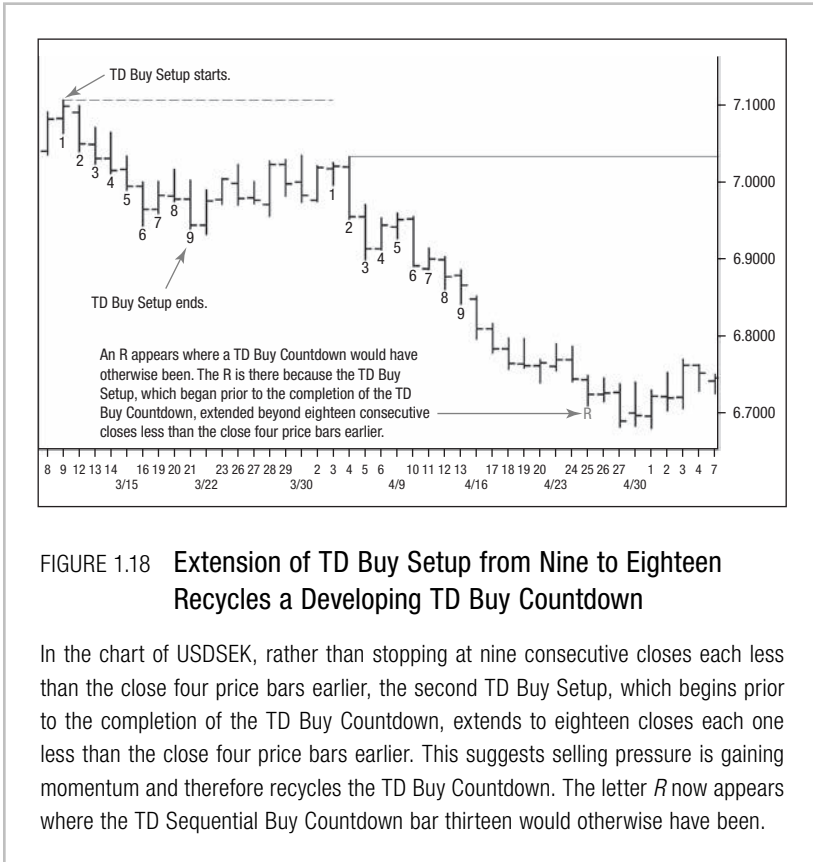 TD Buy Setup starts.
7.1000
1
2
3
4
5
6
7
8
9
1
2
3
4
5
6
7
8
9
7.0000
6.9000
TD Buy Setup ends.
6.8000
An R appears where a TD Buy Countdown would have
otherwise been. The R is there because the TD Buy
Setup, which began prior to the completion of the TD
Buy Countdown, extended beyond eighteen consecutive
closes less than the close four price bars earlier.
R
6.7000
8 9 12 13 14 16 19 20 21 23 26 27 28 29 2 3 4 5 6 10 11 12 13 17 18 19 20 24 25 26 27 1 2 3 4 7
3/15 3/22 3/30 4/9 4/16 4/23 4/30
FIGURE 1.18 Extension of TD Buy Setup from Nine to Eighteen
Recycles a Developing TD Buy Countdown
In the chart of USDSEK, rather than stopping at nine consecutive closes each less
than the close four price bars earlier, the second TD Buy Setup, which begins prior
to the completion of the TD Buy Countdown, extends to eighteen closes each one
less than the close four price bars earlier. This suggests selling pressure is gaining
momentum and therefore recycles the TD Buy Countdown. The letter R now appears
where the TD Sequential Buy Countdown bar thirteen would otherwise have been.